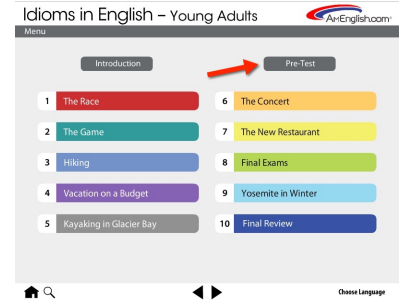 Idioms in English – Young Adults
AmEnglish.com
Menu
Introduction
Pre-Test
1 The Race
2 The Game
3 Hiking
4 Vacation on a Budget
5 Kayaking in Glacier Bay
6 The Concert
7 The New Restaurant
8 Final Exams
9 Yosemite in Winter
10 Final Review
Choose Language